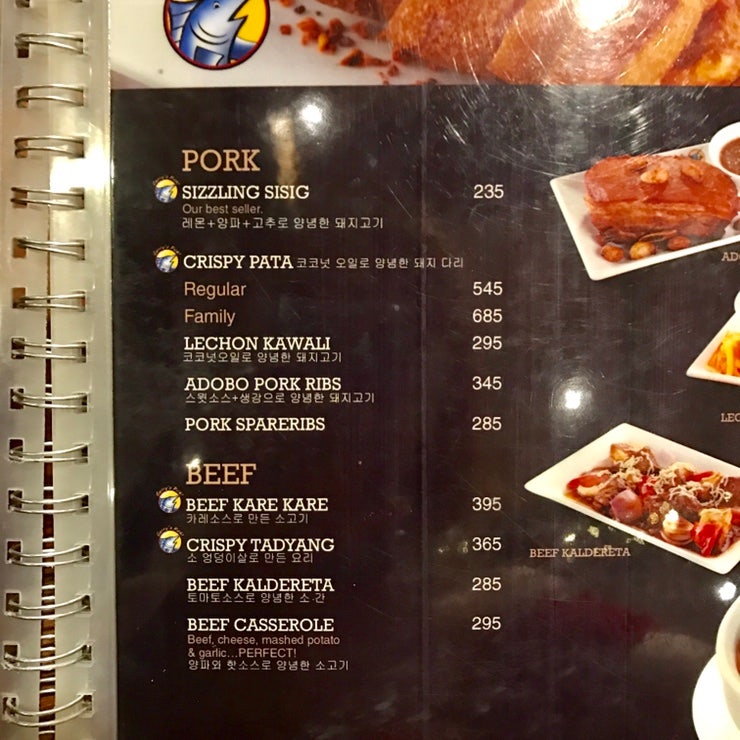 PORK
SIZZLING SISIG 235
Our best seller.
레몬+양파+고추로 양념한 돼지고기
CRISPY PATA 코코넛 오일로 양념한 돼지 다리
Regular 545
Family 685
LECHON KAWALI 295
코코넛오일로 양념한 돼지고기
ADOBO PORK RIBS 345
스윗소스+생강으로 양념한 돼지고기
PORK SPARERIBS 285
BEEF
BEEF KARE KARE 395
카레소스로 만든 소고기
CRISPY TADYANG 365
소 엉덩이살로 만든 요리
BEEF KALDERETA 285
토마토소스로 양념한 소·간
BEEF CASSEROLE 295
Beef, cheese, mashed potato
& garlic...PERFECT!
양파와 핫소스로 양념한 소고기
ADO
LEC
BEEF KALDERETA